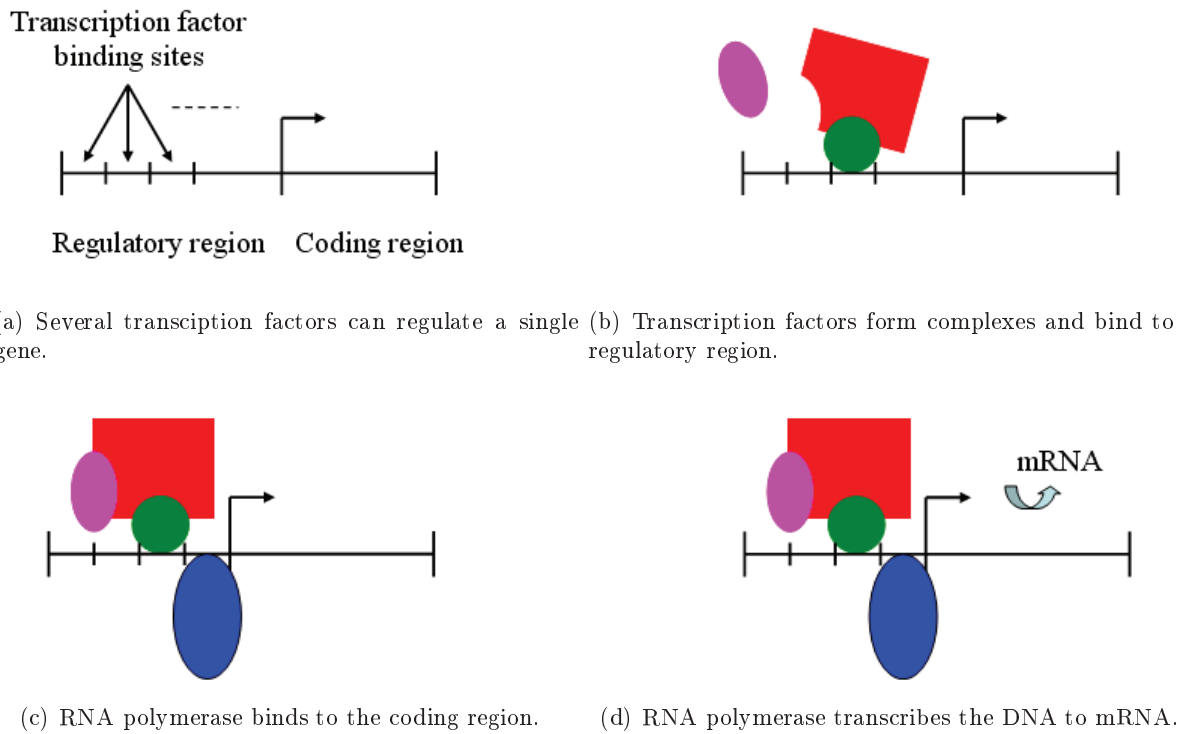 Transcription factor
binding sites
Regulatory region
Coding region
a) Several transciption factors can regulate a single
gene.
(b) Transcription factors form complexes and bind to
regulatory region.
mRNA
(c) RNA polymerase binds to the coding region.
(d) RNA polymerase transcribes the DNA to mRNA.